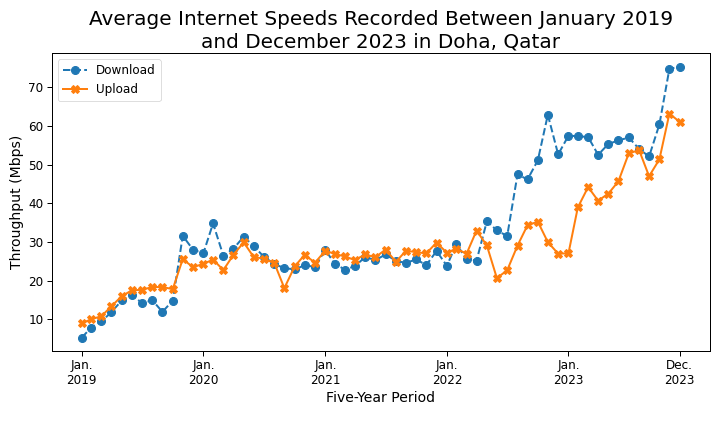 Average Internet Speeds Recorded Between January 2019
and December 2023 in Doha, Qatar
Download
Upload
Throughput (Mbps)
70
60
50
40
30
20
10
Jan.
2019
Jan.
2020
Jan.
2021
Jan.
2022
Jan.
2023
Dec.
2023
Five-Year Period